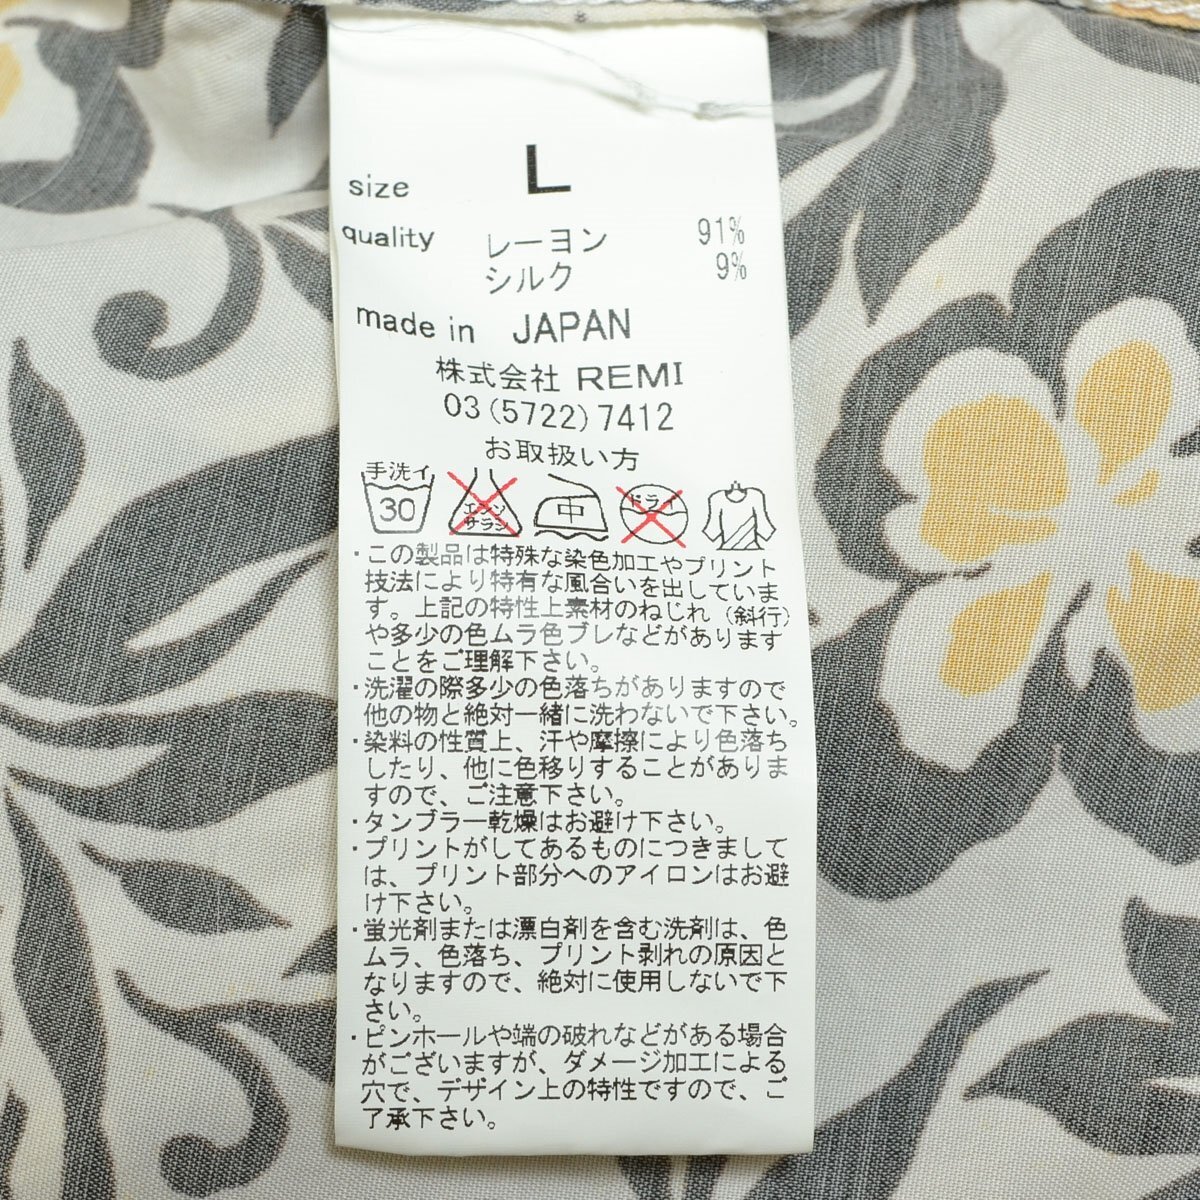 size L
quality レーヨン 91%
シルク 9%
made in JAPAN
株式会社 REMI
03(5722)7412
お取扱い方
手洗イ
30 エンソサラシ 中 ドライ
・この製品は特殊な染色加工やプリント
技法により特有な風合いを出していま
す。上記の特性上素材のねじれ（斜行）
や多少の色ムラ色ブレなどがあります
ことをご理解下さい。
・洗濯の際多少の色落ちがありますので
他の物と絶対一緒に洗わないで下さい。
・染料の性質上、汗や摩擦により色落ち
したり、他に色移りすることがありま
すので、ご注意下さい。
・タンブラー乾燥はお避け下さい。
・プリントがしてあるものにつきまして
は、プリント部分へのアイロンはお避
け下さい。
・蛍光剤または漂白剤を含む洗剤は、色
ムラ、色落ち、プリント剥れの原因と
なりますので、絶対に使用しないで下
さい。
・ピンホールや端の破れなどがある場合
がございますが、ダメージ加工による
穴で、デザイン上の特性ですので、ご
了承下さい。